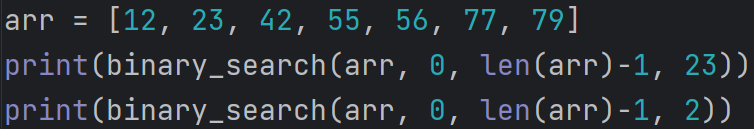 arr = [12, 23, 42, 55, 56, 77, 79]
print(binary_search(arr, 0, len(arr)-1, 23))
print(binary_search(arr, 0, len(arr)-1, 2))